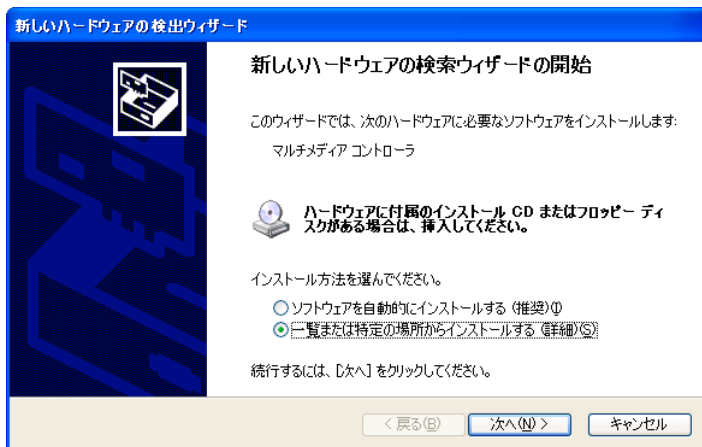 新しいハードウェアの検出ウィザード
新しいハードウェアの検索ウィザードの開始
このウィザードでは、次のハードウェアに必要なソフトウェアをインストールします:
マルチメディア コントローラ
ハードウェアに付属のインストール CD またはフロッピー ディ
スクがある場合は、挿入してください。
インストール方法を選んでください。
ソフトウェアを自動的にインストールする (推奨)(I)
一覧または特定の場所からインストールする (詳細)(S)
続行するには、[次へ] をクリックしてください。
< 戻る(B) 次へ(N) > キャンセル